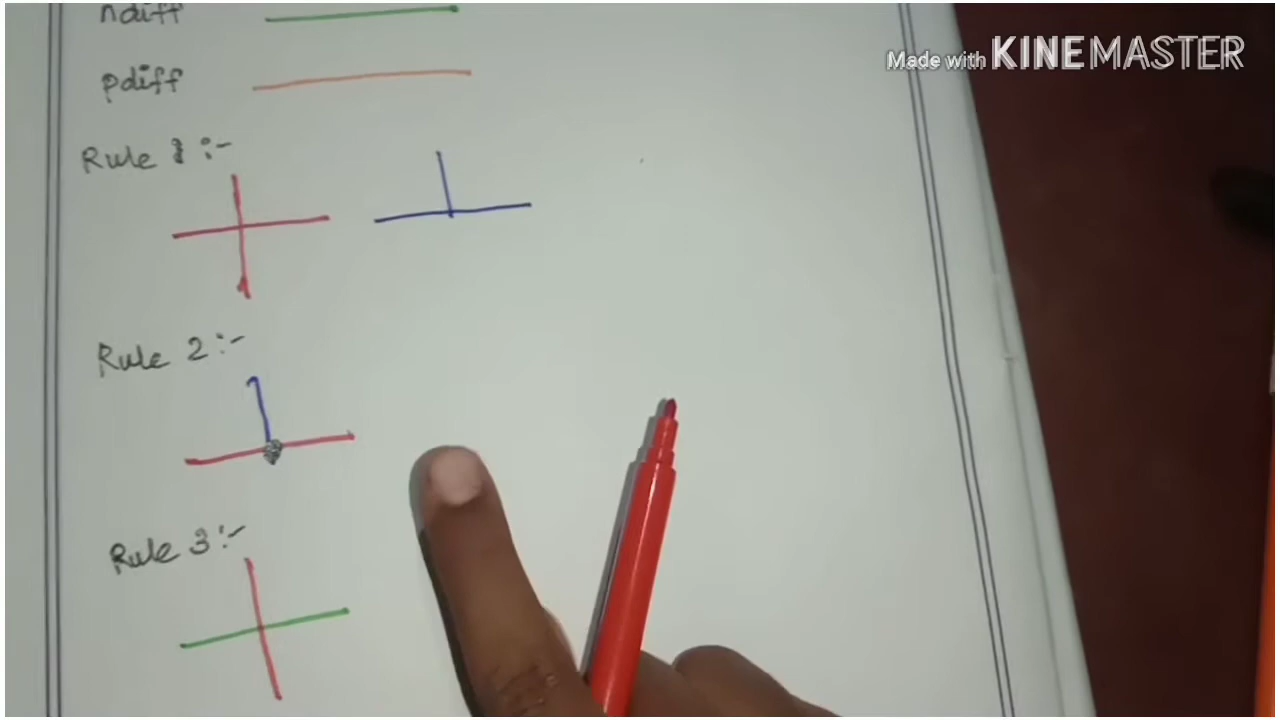 ndiff
Made with KINEMASTER
pdiff
Rule 1 :-
Rule 2 :-
Rule 3 :-